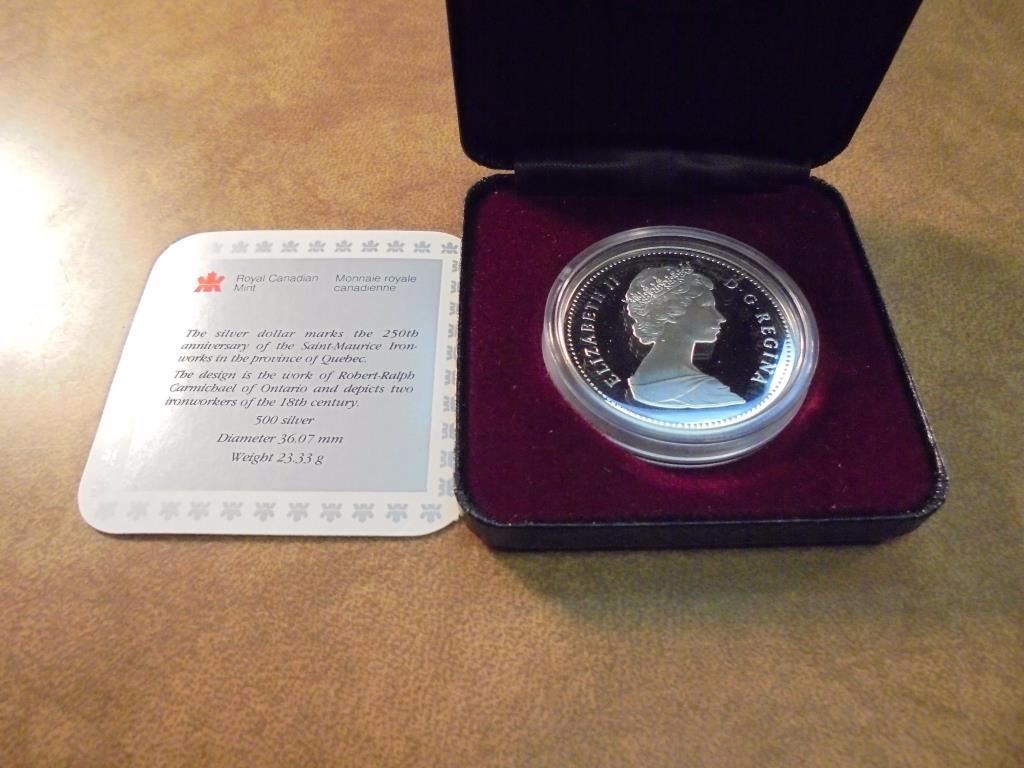 Royal Canadian Mint
Monnaie royale canadienne
The silver dollar marks the 250th
anniversary of the Saint-Maurice Iron-
works in the province of Quebec.
The design is the work of Robert-Ralph
Carmichael of Ontario and depicts two
ironworkers of the 18th century.
500 silver
Diameter 36.07 mm
Weight 23.33 g
ELIZABETH II D·G·REGINA